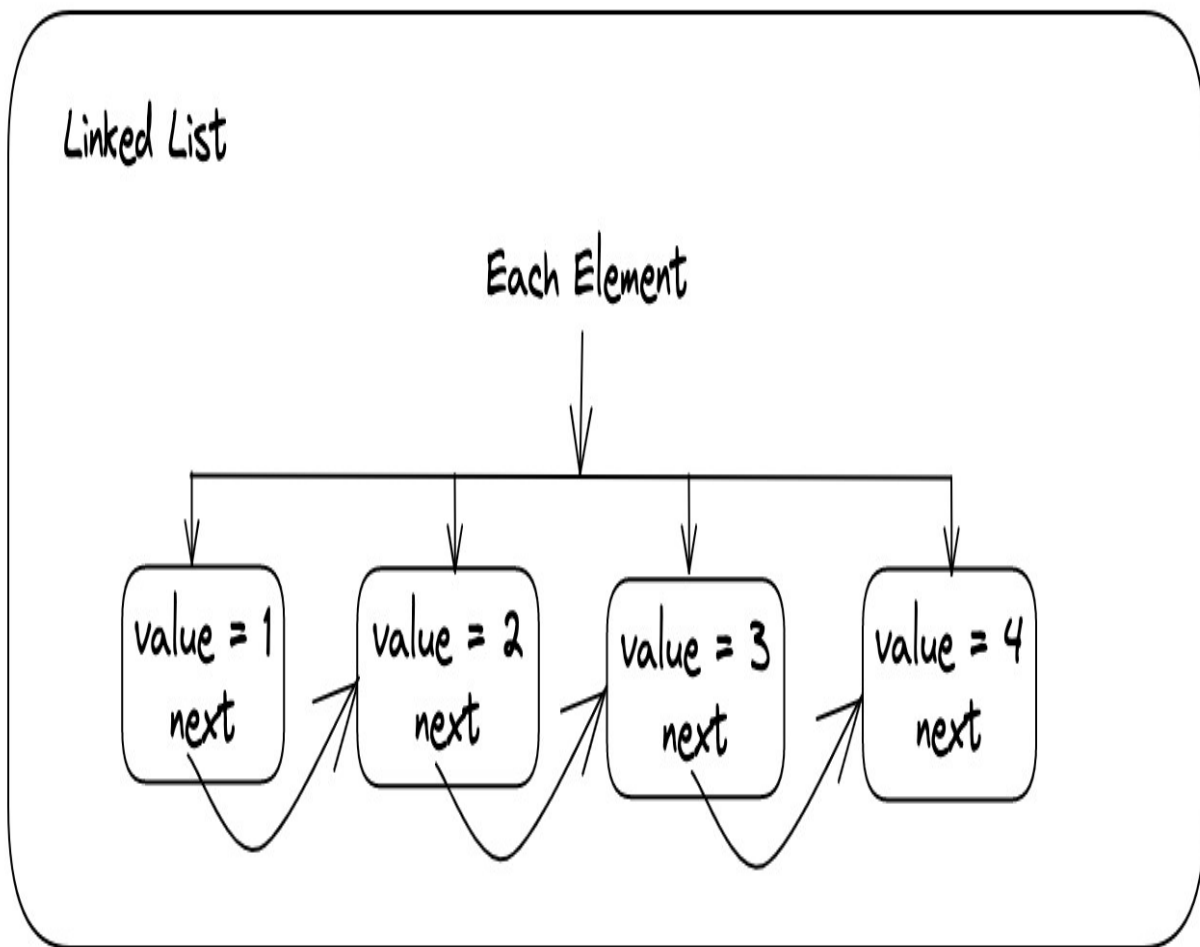 Linked List
Each Element
value = 1
next
value = 2
next
value = 3
next
value = 4
next